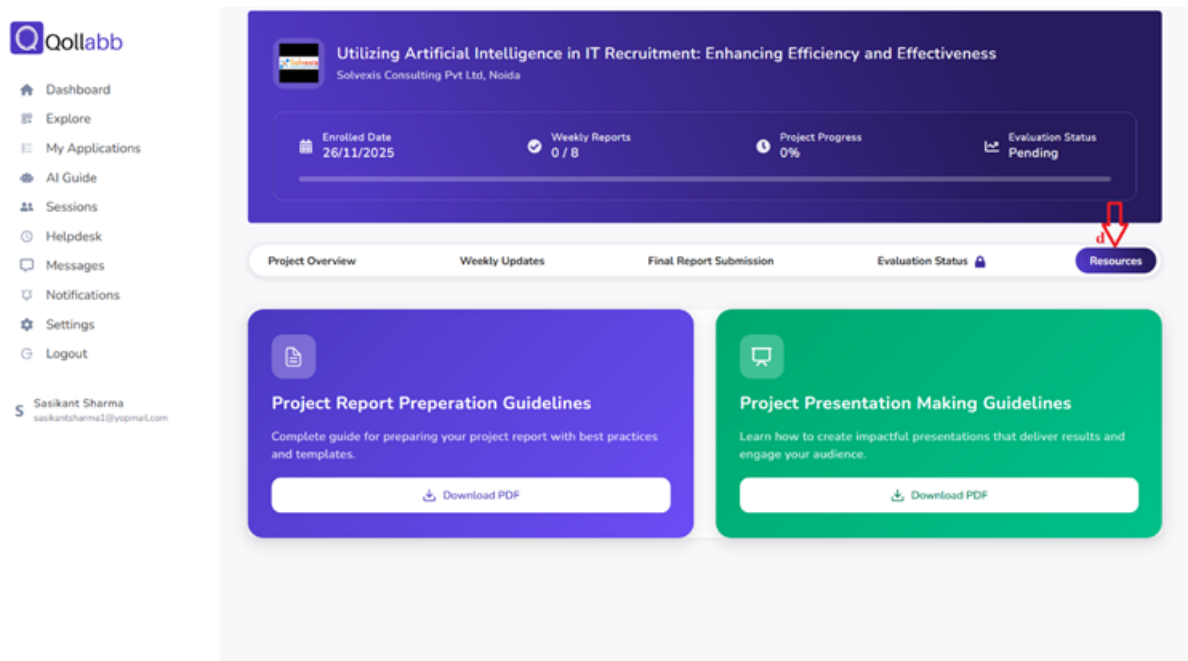 Qollabb
Dashboard
Explore
My Applications
AI Guide
Sessions
Helpdesk
Messages
Notifications
Settings
Logout
S
Sasikant Sharma
sasikantsharma1@yopmail.com
Utilizing Artificial Intelligence in IT Recruitment: Enhancing Efficiency and Effectiveness
Solvexis Consulting Pvt Ltd, Noida
Enrolled Date
26/11/2025
Weekly Reports
0 / 8
Project Progress
0%
Evaluation Status
Pending
d
Project Overview
Weekly Updates
Final Report Submission
Evaluation Status
Resources
Project Report Preperation Guidelines
Complete guide for preparing your project report with best practices
and templates.
Download PDF
Project Presentation Making Guidelines
Learn how to create impactful presentations that deliver results and
engage your audience.
Download PDF